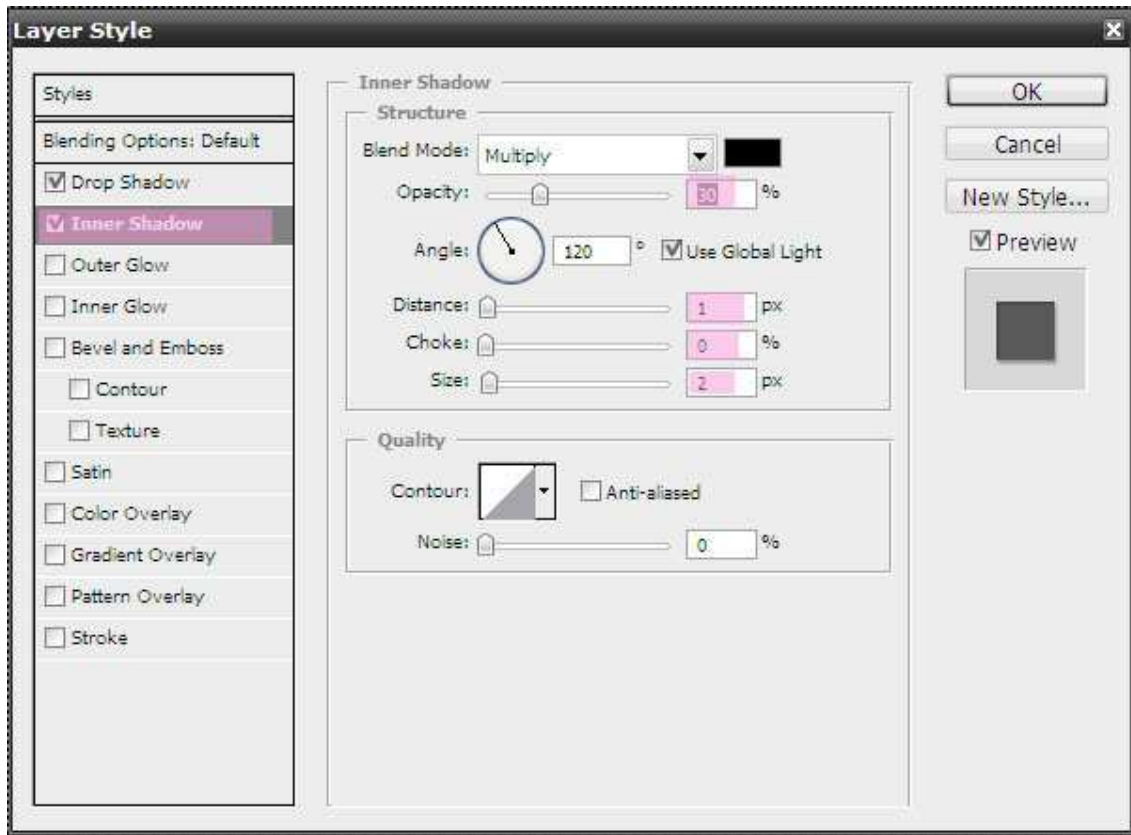 Layer Style
Styles
Blending Options: Default
Drop Shadow
Inner Shadow
Outer Glow
Inner Glow
Bevel and Emboss
Contour
Texture
Satin
Color Overlay
Gradient Overlay
Pattern Overlay
Stroke
Inner Shadow
Structure
Blend Mode: Multiply
Opacity: 30 %
Angle: 120 ° Use Global Light
Distance: 1 px
Choke: 0 %
Size: 2 px
Quality
Contour: Anti-aliased
Noise: 0 %
OK
Cancel
New Style...
Preview